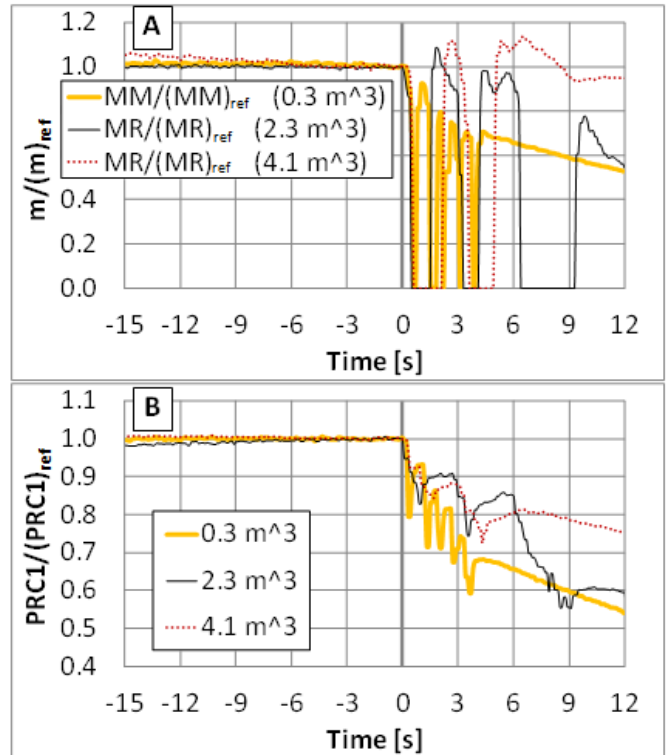 A
1.2
1.0
0.4
0.2
0.0
m/(m)ref
MM/(MM)ref (0.3 m^3)
MR/(MR)ref (2.3 m^3)
MR/(MR)ref (4.1 m^3)
-15 -12 -9 -6 -3 0 3 6 9 12
Time [s]
B
1.1
1.0
0.9
0.8
0.7
0.6
0.5
0.4
PRC1/(PRC1)ref
0.3 m^3
2.3 m^3
4.1 m^3
-15 -12 -9 -6 -3 0 3 6 9 12
Time [s]